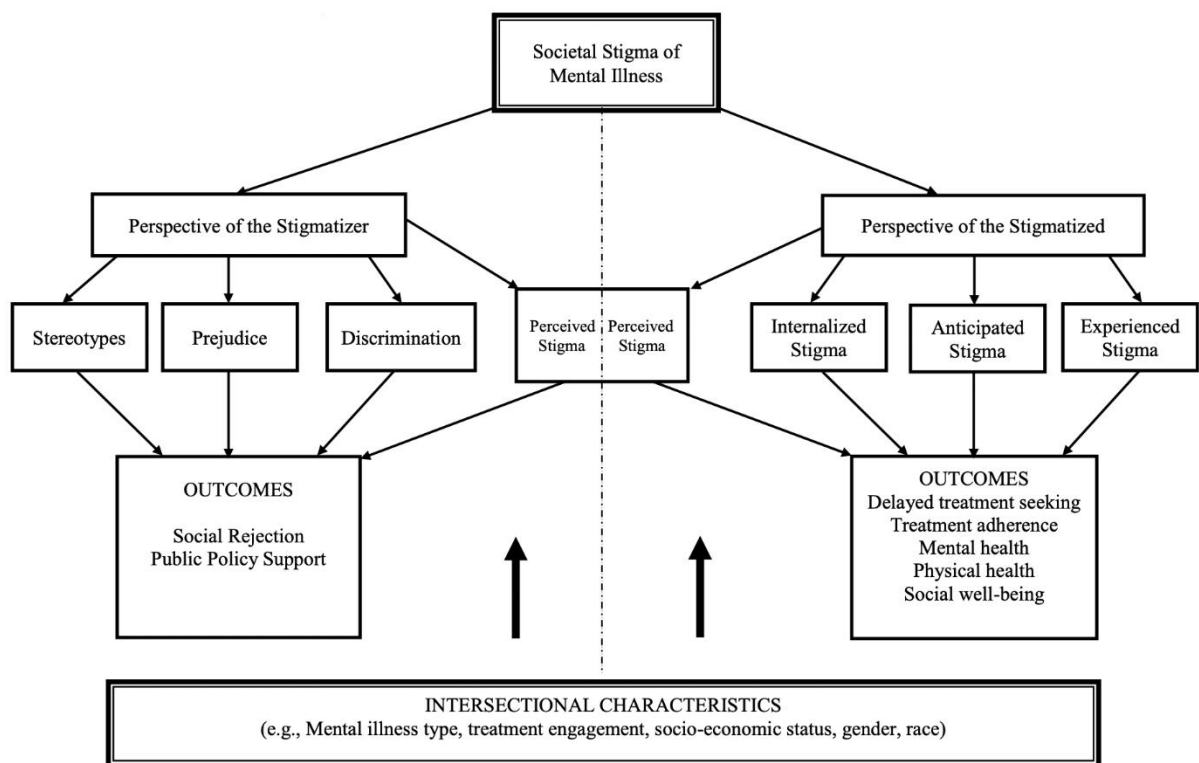 Societal Stigma of
Mental Illness
Perspective of the Stigmatizer
Perspective of the Stigmatized
Stereotypes
Prejudice
Discrimination
Perceived
Stigma
Perceived
Stigma
Internalized
Stigma
Anticipated
Stigma
Experienced
Stigma
OUTCOMES
Social Rejection
Public Policy Support
OUTCOMES
Delayed treatment seeking
Treatment adherence
Mental health
Physical health
Social well-being
INTERSECTIONAL CHARACTERISTICS
(e.g., Mental illness type, treatment engagement, socio-economic status, gender, race)